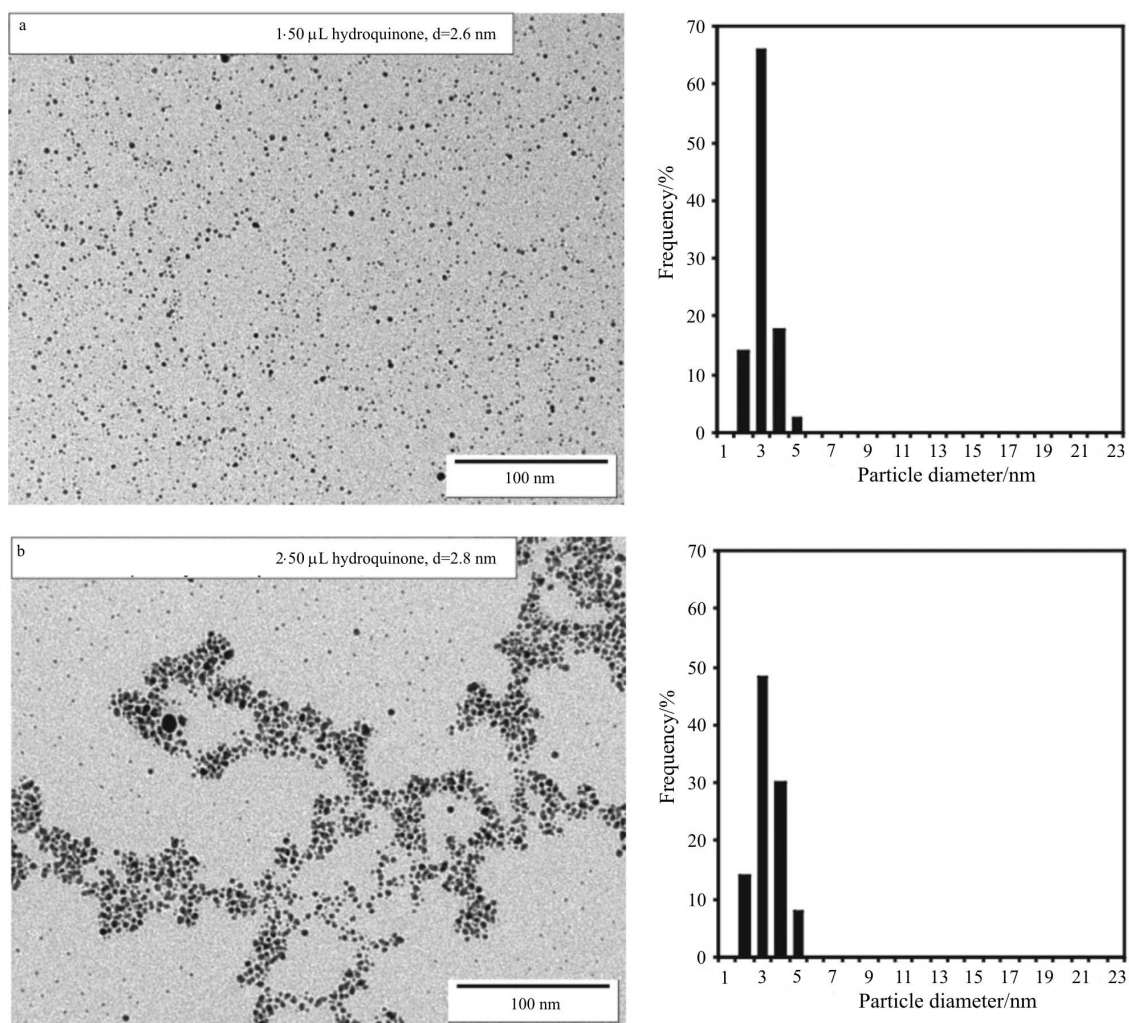 a
1·50 μL hydroquinone, d=2.6 nm
100 nm
70
60
50
40
30
20
10
0
Frequency/%
1 3 5 7 9 11 13 15 17 19 21 23
Particle diameter/nm
b
2·50 μL hydroquinone, d=2.8 nm
100 nm
70
60
50
40
30
20
10
0
Frequency/%
1 3 5 7 9 11 13 15 17 19 21 23
Particle diameter/nm